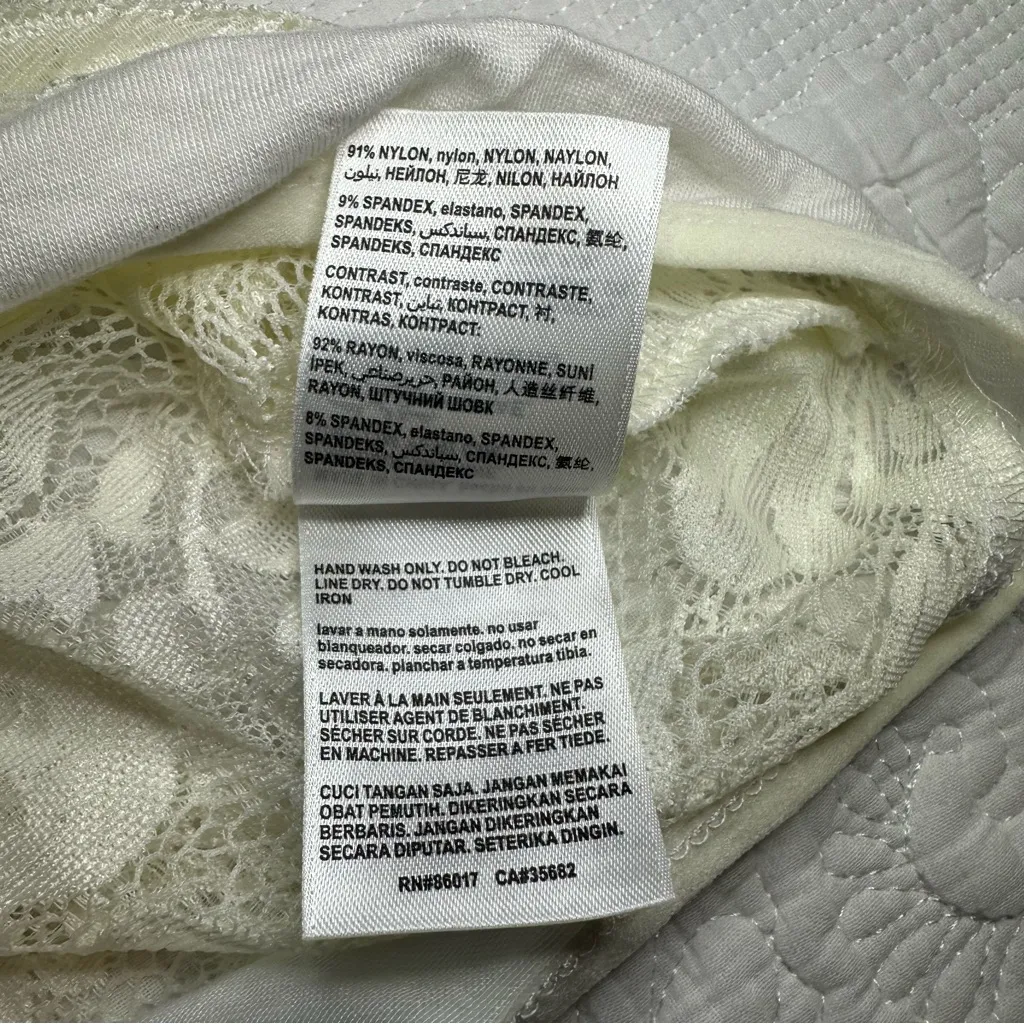 91% NYLON, nylon, NYLON, NAYLON,
نيلون, НЕЙЛОН, 尼龙, NILON, НАЙЛОН
9% SPANDEX, elastano, SPANDEX,
SPANDEKS, سباندكس, СПАНДЕКС, 氨纶,
SPANDEKS, СПАНДЕКС
CONTRAST, contraste, CONTRASTE,
KONTRAST, تباين, КОНТРАСТ, 衬,
KONTRAS, КОНТРАСТ:
92% RAYON, viscosa, RAYONNE, SUNİ
İPEK, حرير صناعي, РАЙОН, 人造丝纤维,
RAYON, ШТУЧНИЙ ШОВК
8% SPANDEX, elastano, SPANDEX,
SPANDEKS, سباندكس, СПАНДЕКС, 氨纶,
SPANDEKS, СПАНДЕКС
HAND WASH ONLY. DO NOT BLEACH.
LINE DRY. DO NOT TUMBLE DRY. COOL
IRON
lavar a mano solamente. no usar
blanqueador. secar colgado. no secar en
secadora. planchar a temperatura tibia.
LAVER À LA MAIN SEULEMENT. NE PAS
UTILISER AGENT DE BLANCHIMENT.
SÉCHER SUR CORDE. NE PAS SÉCHER
EN MACHINE. REPASSER A FER TIEDE.
CUCI TANGAN SAJA. JANGAN MEMAKAI
OBAT PEMUTIH. DIKERINGKAN SECARA
BERBARIS. JANGAN DIKERINGKAN
SECARA DIPUTAR. SETERIKA DINGIN.
RN#86017 CA#35682